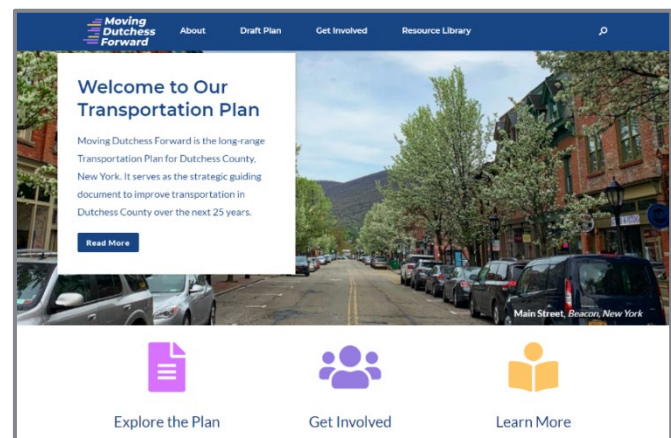 Moving
Dutchess
Forward
About Draft Plan Get Involved Resource Library
Welcome to Our
Transportation Plan
Moving Dutchess Forward is the long-range
Transportation Plan for Dutchess County,
New York. It serves as the strategic guiding
document to improve transportation in
Dutchess County over the next 25 years.
Read More
Main Street, Beacon, New York
Explore the Plan Get Involved Learn More